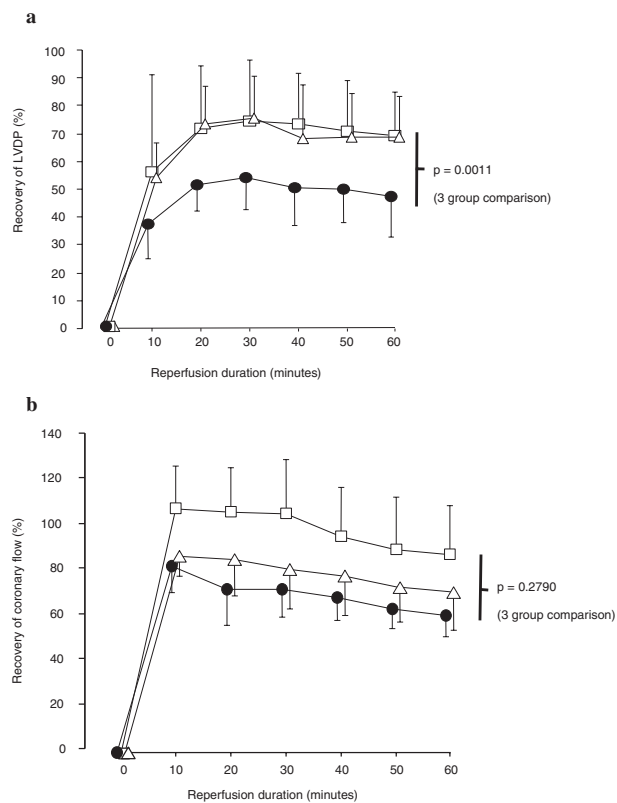 a
Recovery of LVDP (%)
100
90
80
70
60
50
40
30
20
10
0
0 10 20 30 40 50 60
Reperfusion duration (minutes)
p = 0.0011
(3 group comparison)
b
Recovery of coronary flow (%)
140
120
100
80
60
40
20
0
0 10 20 30 40 50 60
Reperfusion duration (minutes)
p = 0.2790
(3 group comparison)